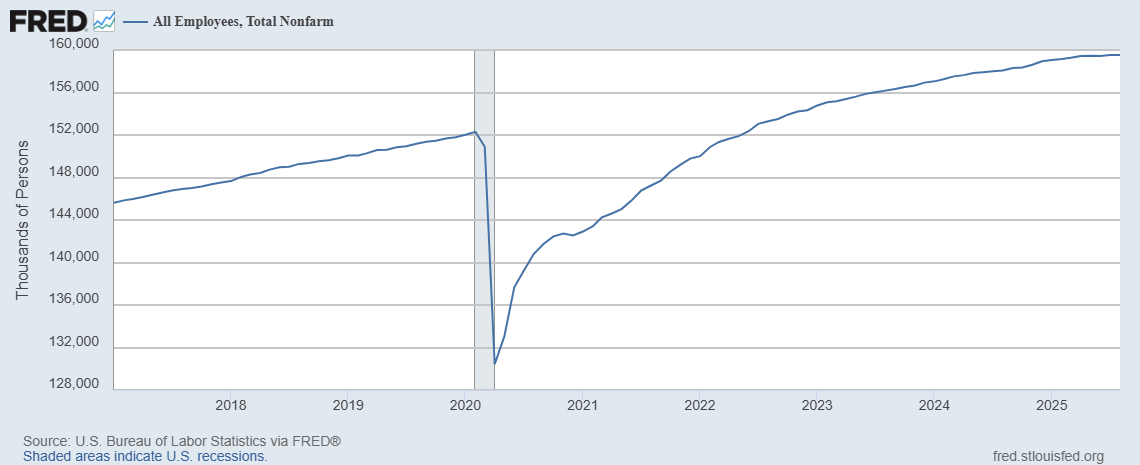 FRED
All Employees, Total Nonfarm
Thousands of Persons
160,000
156,000
152,000
148,000
144,000
140,000
136,000
132,000
128,000
2018 2019 2020 2021 2022 2023 2024 2025
Source: U.S. Bureau of Labor Statistics via FRED®
Shaded areas indicate U.S. recessions.
fred.stlouisfed.org